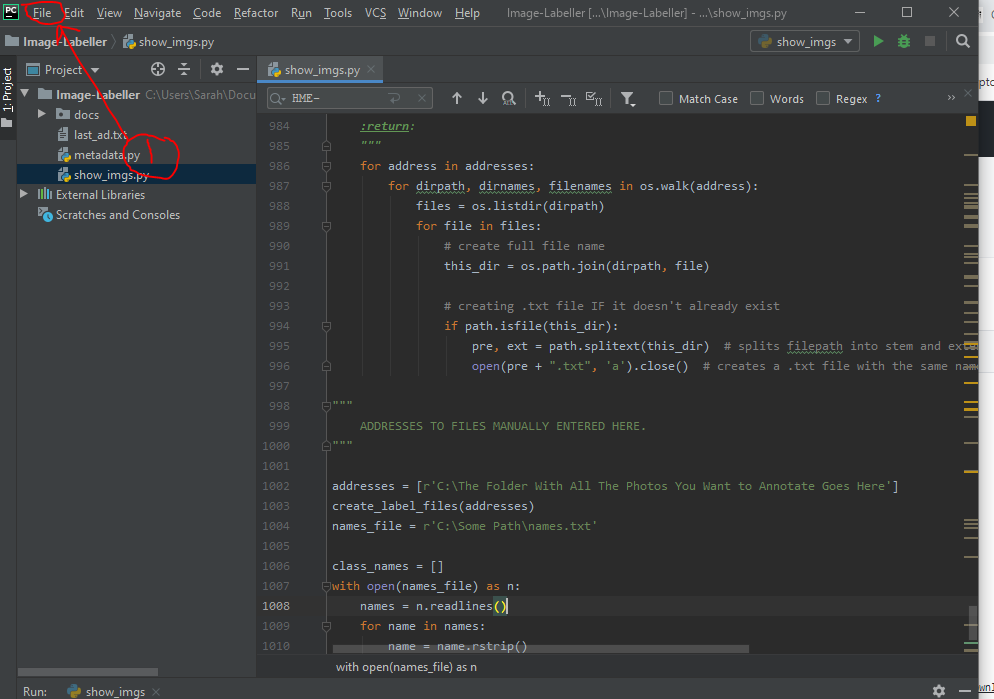 PC File Edit View Navigate Code Refactor Run Tools VCS Window Help Image-Labeller [...\Image-Labeller] - ...\show_imgs.py
Image-Labeller show_imgs.py show_imgs
1: Project
Project
show_imgs.py
Image-Labeller C:\Users\Sarah\Docu
HME-
Match Case Words Regex ?
docs
last_ad.txt
metadata.py
show_imgs.py
External Libraries
Scratches and Consoles
1
984 :return:
985 """
986 for address in addresses:
987 for dirpath, dirnames, filenames in os.walk(address):
988 files = os.listdir(dirpath)
989 for file in files:
990 # create full file name
991 this_dir = os.path.join(dirpath, file)
992
993 # creating .txt file IF it doesn't already exist
994 if path.isfile(this_dir):
995 pre, ext = path.splitext(this_dir) # splits filepath into stem and exte
996 open(pre + ".txt", 'a').close() # creates a .txt file with the same nam
997
998 """
999 ADDRESSES TO FILES MANUALLY ENTERED HERE.
1000 """
1001
1002 addresses = [r'C:\The Folder With All The Photos You Want to Annotate Goes Here']
1003 create_label_files(addresses)
1004 names_file = r'C:\Some Path\names.txt'
1005
1006 class_names = []
1007 with open(names_file) as n:
1008 names = n.readlines()
1009 for name in names:
1010 name = name.rstrip()
with open(names_file) as n
Run: show_imgs